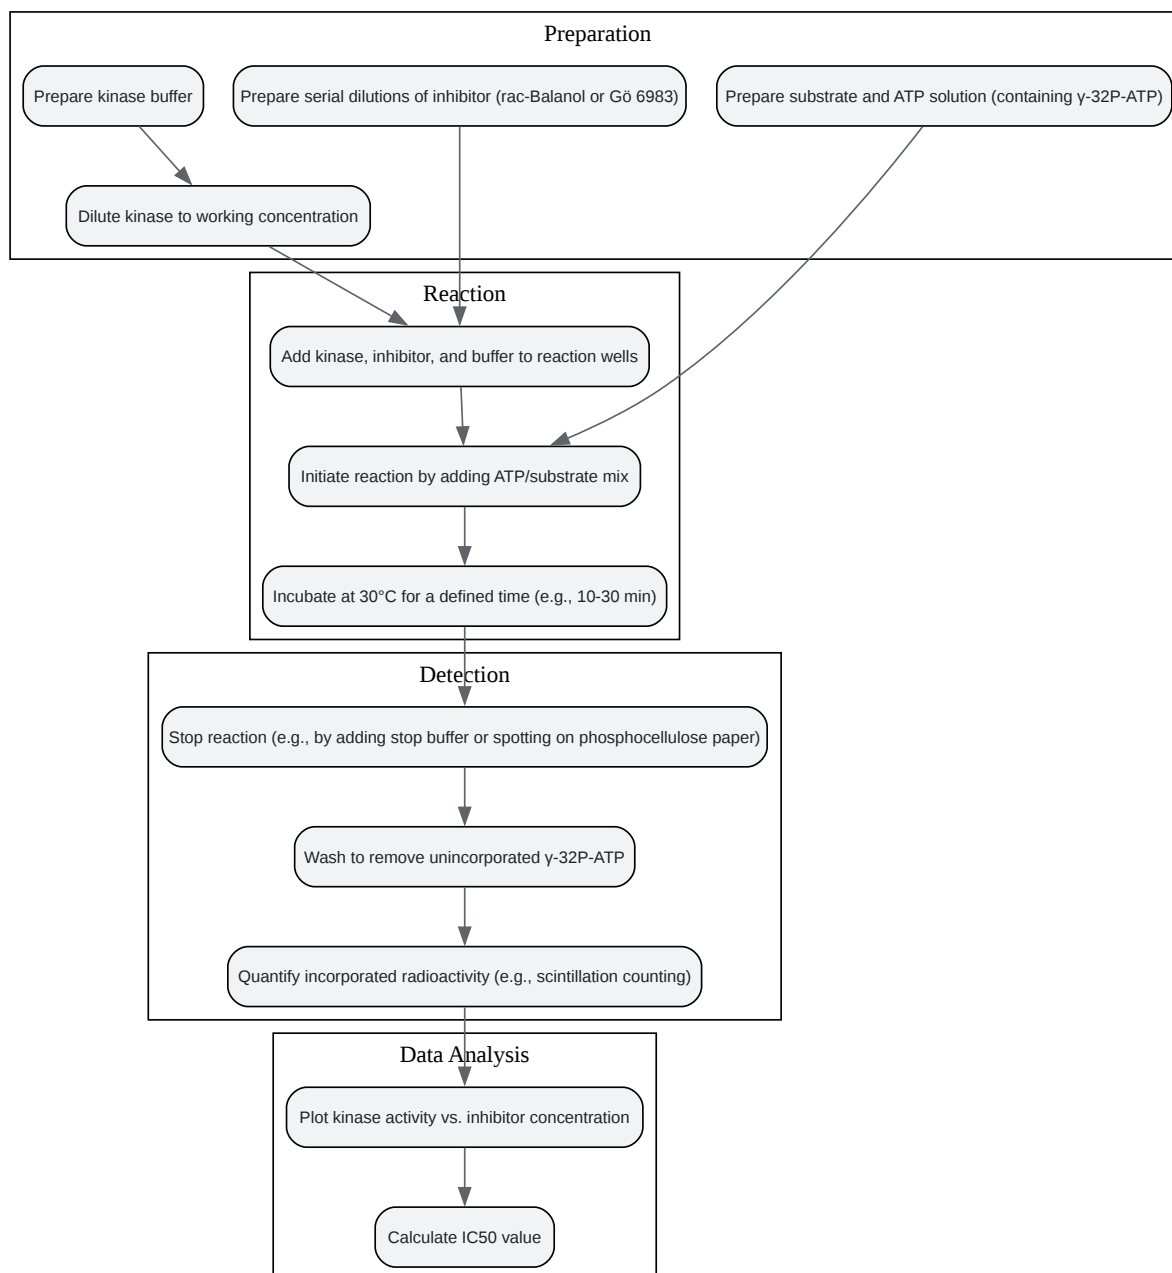 Preparation
Prepare kinase buffer
Prepare serial dilutions of inhibitor (rac-Balanol or Gö 6983)
Prepare substrate and ATP solution (containing γ-32P-ATP)
Dilute kinase to working concentration
Reaction
Add kinase, inhibitor, and buffer to reaction wells
Initiate reaction by adding ATP/substrate mix
Incubate at 30°C for a defined time (e.g., 10-30 min)
Detection
Stop reaction (e.g., by adding stop buffer or spotting on phosphocellulose paper)
Wash to remove unincorporated γ-32P-ATP
Quantify incorporated radioactivity (e.g., scintillation counting)
Data Analysis
Plot kinase activity vs. inhibitor concentration
Calculate IC50 value